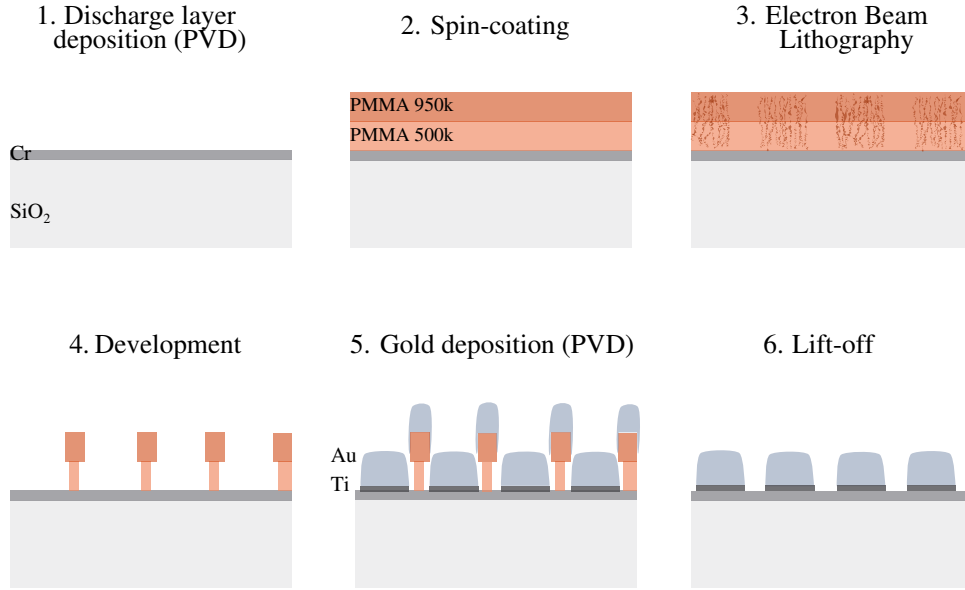 1. Discharge layer
deposition (PVD)
2. Spin-coating
3. Electron Beam
Lithography
PMMA 950k
PMMA 500k
Cr
SiO₂
4. Development
5. Gold deposition (PVD)
6. Lift-off
Au
Ti